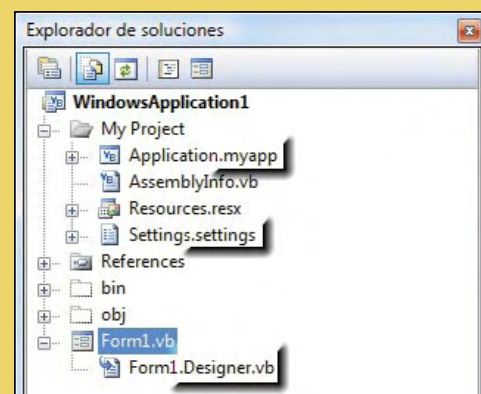 Explorador de soluciones
WindowsApplication1
My Project
Application.myapp
AssemblyInfo.vb
Resources.resx
Settings.settings
References
bin
obj
Form1.vb
Form1.Designer.vb